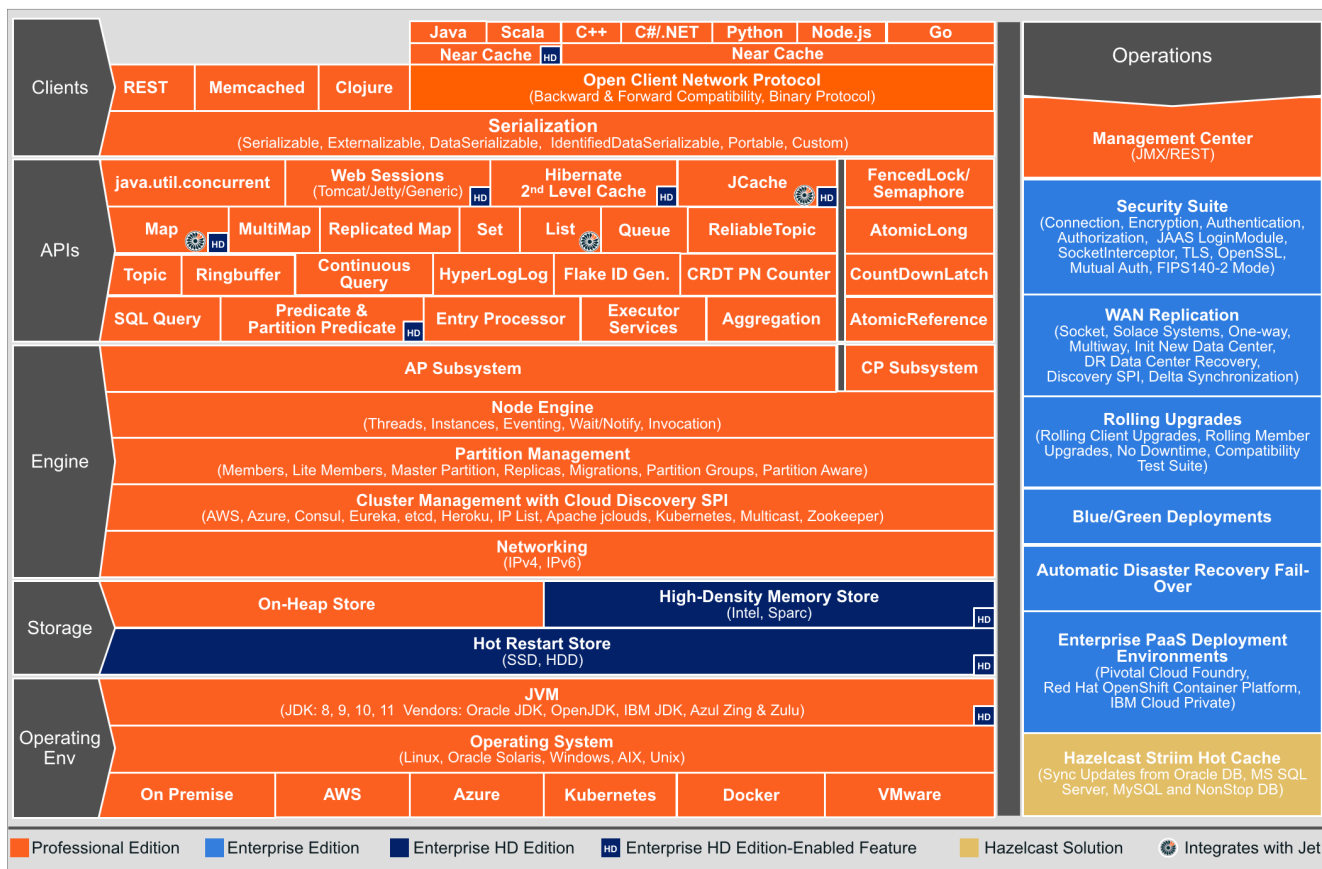 Clients
Java
Scala
C++
C#/.NET
Python
Node.js
Go
Near Cache
HD
Near Cache
REST
Memcached
Clojure
Open Client Network Protocol
(Backward & Forward Compatibility, Binary Protocol)
Serialization
(Serializable, Externalizable, DataSerializable, IdentifiedDataSerializable, Portable, Custom)
APIs
java.util.concurrent
Web Sessions
(Tomcat/Jetty/Generic)
HD
Hibernate
2nd Level Cache
HD
JCache
HD
FencedLock/
Semaphore
Map
HD
MultiMap
Replicated Map
Set
List
Queue
ReliableTopic
AtomicLong
Topic
Ringbuffer
Continuous
Query
HyperLogLog
Flake ID Gen.
CRDT PN Counter
CountDownLatch
SQL Query
Predicate &
Partition Predicate
HD
Entry Processor
Executor
Services
Aggregation
AtomicReference
Engine
AP Subsystem
CP Subsystem
Node Engine
(Threads, Instances, Eventing, Wait/Notify, Invocation)
Partition Management
(Members, Lite Members, Master Partition, Replicas, Migrations, Partition Groups, Partition Aware)
Cluster Management with Cloud Discovery SPI
(AWS, Azure, Consul, Eureka, etcd, Heroku, IP List, Apache jclouds, Kubernetes, Multicast, Zookeeper)
Networking
(IPv4, IPv6)
Storage
On-Heap Store
High-Density Memory Store
(Intel, Sparc)
HD
Hot Restart Store
(SSD, HDD)
HD
Operating
Env
JVM
(JDK: 8, 9, 10, 11 Vendors: Oracle JDK, OpenJDK, IBM JDK, Azul Zing & Zulu)
HD
Operating System
(Linux, Oracle Solaris, Windows, AIX, Unix)
On Premise
AWS
Azure
Kubernetes
Docker
VMware
Operations
Management Center
(JMX/REST)
Security Suite
(Connection, Encryption, Authentication,
Authorization, JAAS LoginModule,
SocketInterceptor, TLS, OpenSSL,
Mutual Auth, FIPS140-2 Mode)
WAN Replication
(Socket, Solace Systems, One-way,
Multiway, Init New Data Center,
DR Data Center Recovery,
Discovery SPI, Delta Synchronization)
Rolling Upgrades
(Rolling Client Upgrades, Rolling Member
Upgrades, No Downtime, Compatibility
Test Suite)
Blue/Green Deployments
Automatic Disaster Recovery Fail-
Over
Enterprise PaaS Deployment
Environments
(Pivotal Cloud Foundry,
Red Hat OpenShift Container Platform,
IBM Cloud Private)
Hazelcast Striim Hot Cache
(Sync Updates from Oracle DB, MS SQL
Server, MySQL and NonStop DB)
Professional Edition
Enterprise Edition
Enterprise HD Edition
HD
Enterprise HD Edition-Enabled Feature
Hazelcast Solution
Integrates with Jet